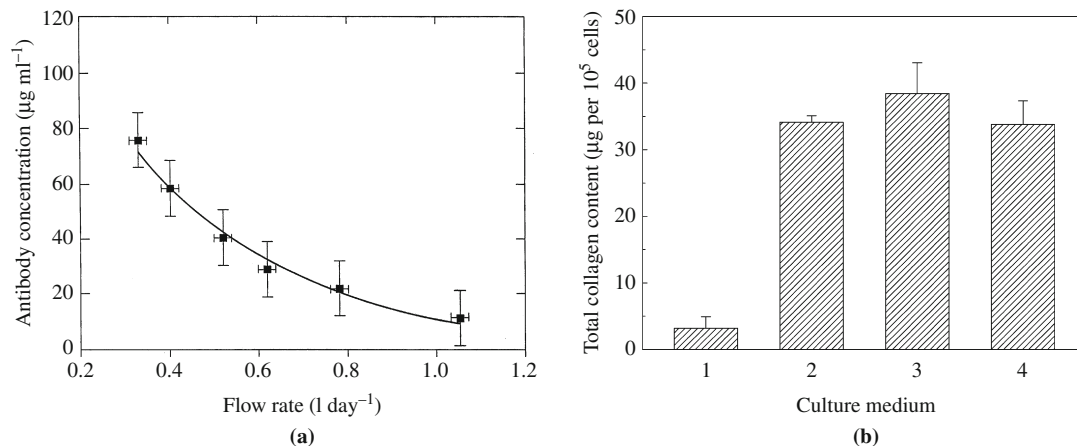 120
100
80
60
40
20
0
Antibody concentration (μg ml⁻¹)
0.2 0.4 0.6 0.8 1.0 1.2
Flow rate (l day⁻¹)
(a)
50
40
30
20
10
0
Total collagen content (μg per 10⁵ cells)
1 2 3 4
Culture medium
(b)